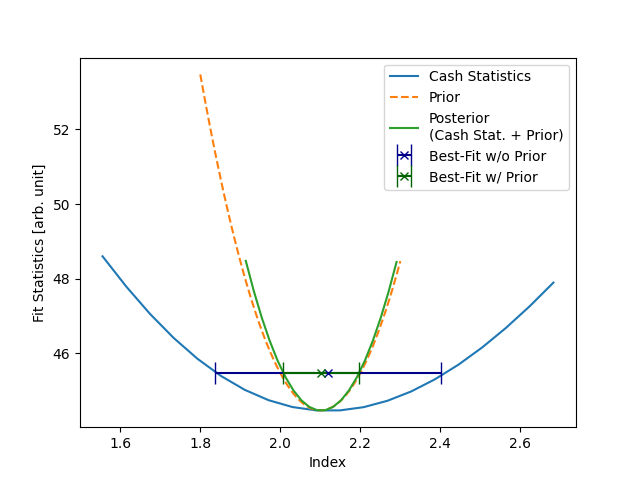 Cash Statistics
Prior
Posterior
(Cash Stat. + Prior)
Best-Fit w/o Prior
Best-Fit w/ Prior
Fit Statistics [arb. unit]
52
50
48
46
1.6
1.8
2.0
2.2
2.4
2.6
Index